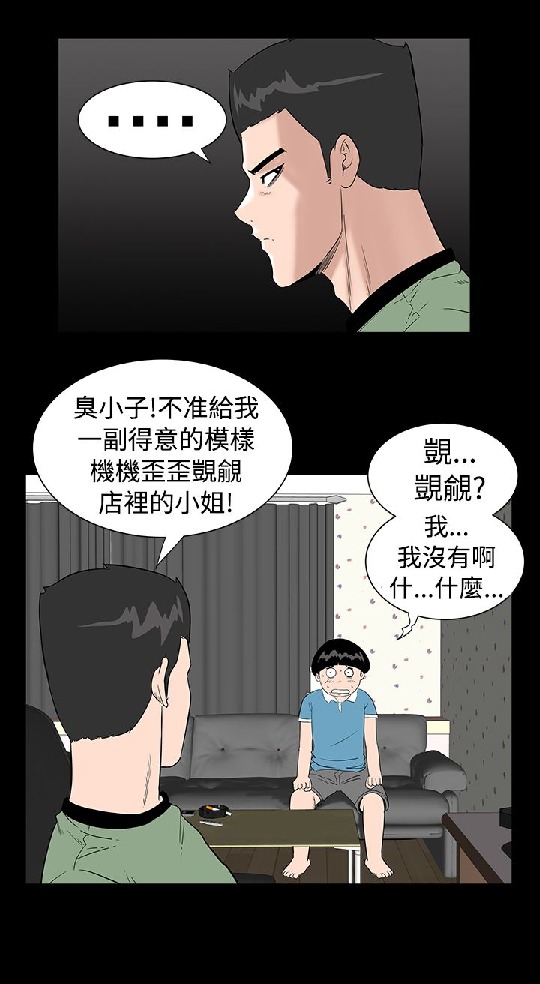 ....
臭小子!不准給我
一副得意的模樣
機機歪歪覬覦
店裡的小姐!
覬...
覬覦?
我...
我沒有啊
什...什麼...